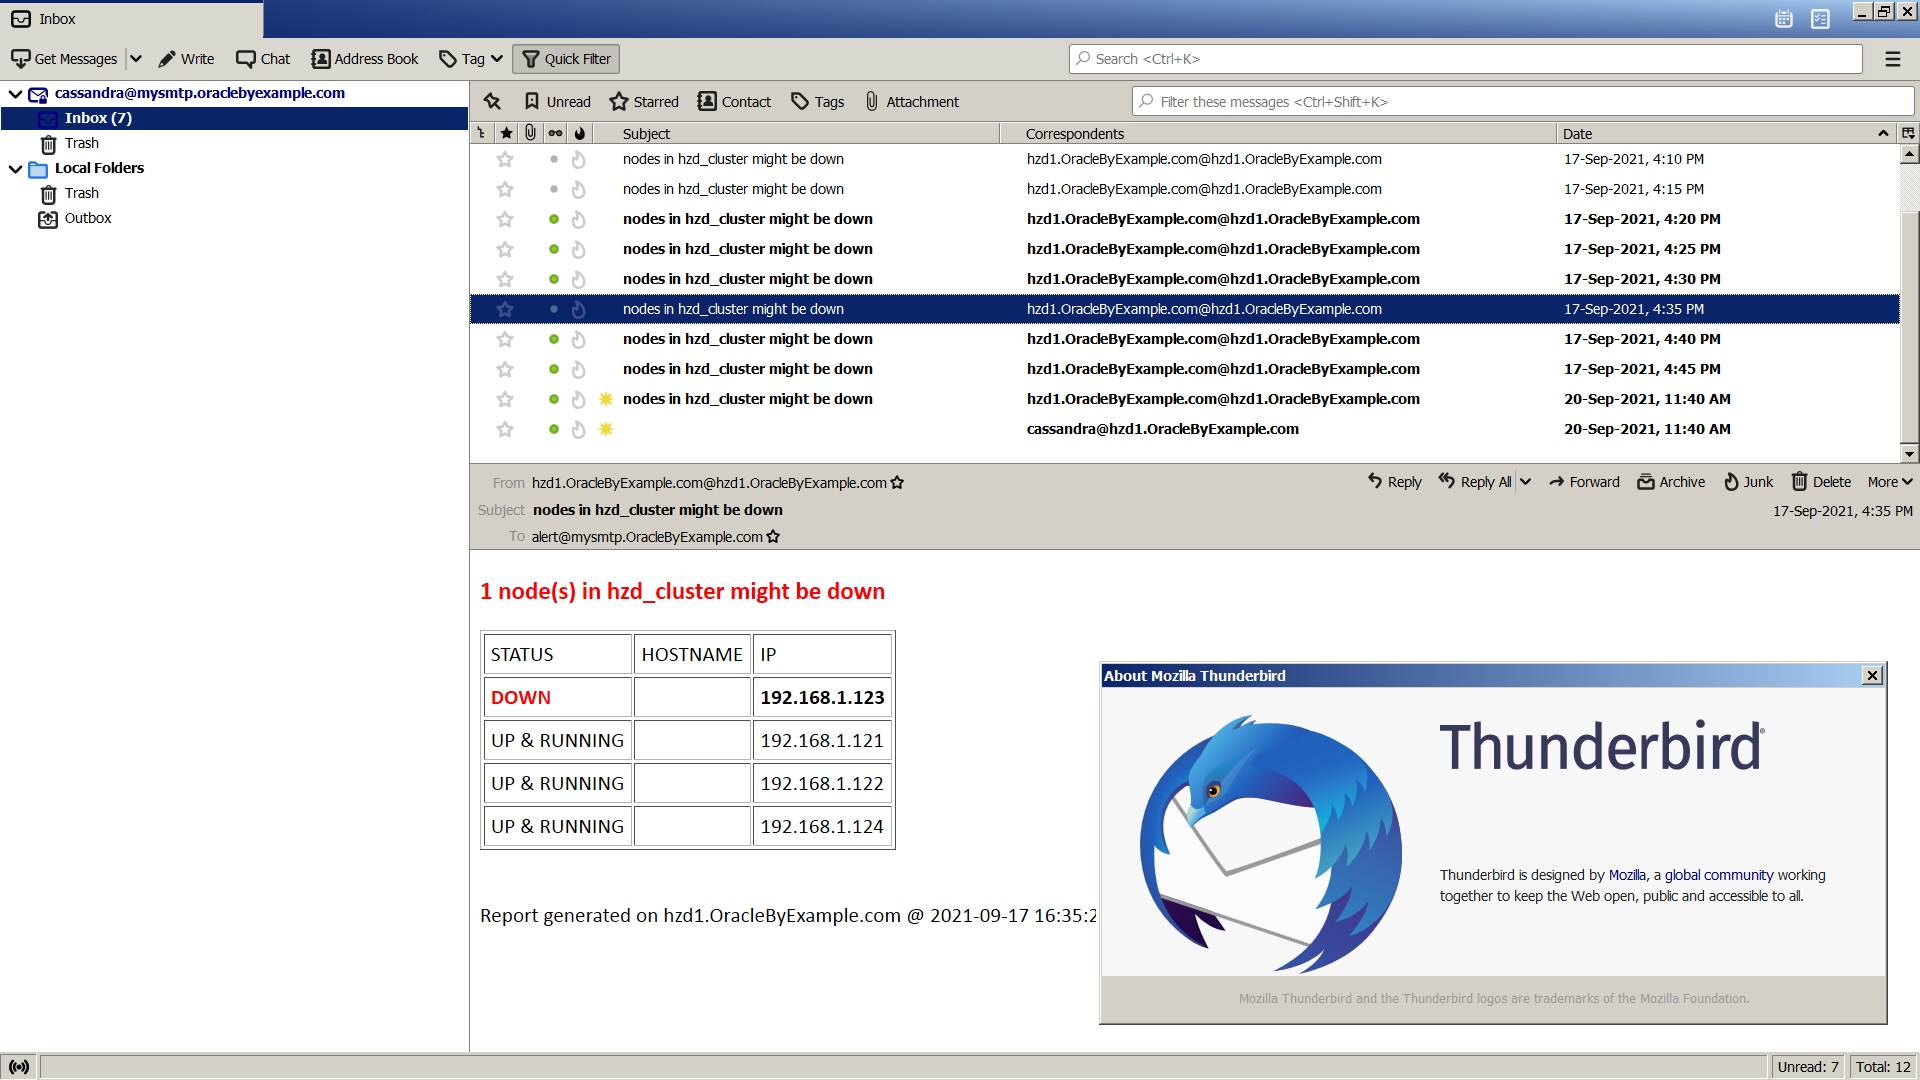 Inbox
Get Messages Write Chat Address Book Tag Quick Filter Search <Ctrl+K>
cassandra@mysmtp.oraclebyexample.com
Inbox (7)
Trash
Local Folders
Trash
Outbox
Unread Starred Contact Tags Attachment Filter these messages <Ctrl+Shift+K>
Subject Correspondents Date
nodes in hzd_cluster might be down hzd1.OracleByExample.com@hzd1.OracleByExample.com 17-Sep-2021, 4:10 PM
nodes in hzd_cluster might be down hzd1.OracleByExample.com@hzd1.OracleByExample.com 17-Sep-2021, 4:15 PM
nodes in hzd_cluster might be down hzd1.OracleByExample.com@hzd1.OracleByExample.com 17-Sep-2021, 4:20 PM
nodes in hzd_cluster might be down hzd1.OracleByExample.com@hzd1.OracleByExample.com 17-Sep-2021, 4:25 PM
nodes in hzd_cluster might be down hzd1.OracleByExample.com@hzd1.OracleByExample.com 17-Sep-2021, 4:30 PM
nodes in hzd_cluster might be down hzd1.OracleByExample.com@hzd1.OracleByExample.com 17-Sep-2021, 4:35 PM
nodes in hzd_cluster might be down hzd1.OracleByExample.com@hzd1.OracleByExample.com 17-Sep-2021, 4:40 PM
nodes in hzd_cluster might be down hzd1.OracleByExample.com@hzd1.OracleByExample.com 17-Sep-2021, 4:45 PM
nodes in hzd_cluster might be down hzd1.OracleByExample.com@hzd1.OracleByExample.com 20-Sep-2021, 11:40 AM
cassandra@hzd1.OracleByExample.com 20-Sep-2021, 11:40 AM
From hzd1.OracleByExample.com@hzd1.OracleByExample.com Reply Reply All Forward Archive Junk Delete More
Subject nodes in hzd_cluster might be down 17-Sep-2021, 4:35 PM
To alert@mysmtp.OracleByExample.com
1 node(s) in hzd_cluster might be down
STATUS HOSTNAME IP
DOWN 192.168.1.123
UP & RUNNING 192.168.1.121
UP & RUNNING 192.168.1.122
UP & RUNNING 192.168.1.124
Report generated on hzd1.OracleByExample.com @ 2021-09-17 16:35:2
About Mozilla Thunderbird
Thunderbird
Thunderbird is designed by Mozilla, a global community working
together to keep the Web open, public and accessible to all.
Mozilla Thunderbird and the Thunderbird logos are trademarks of the Mozilla Foundation.
Unread: 7 Total: 12